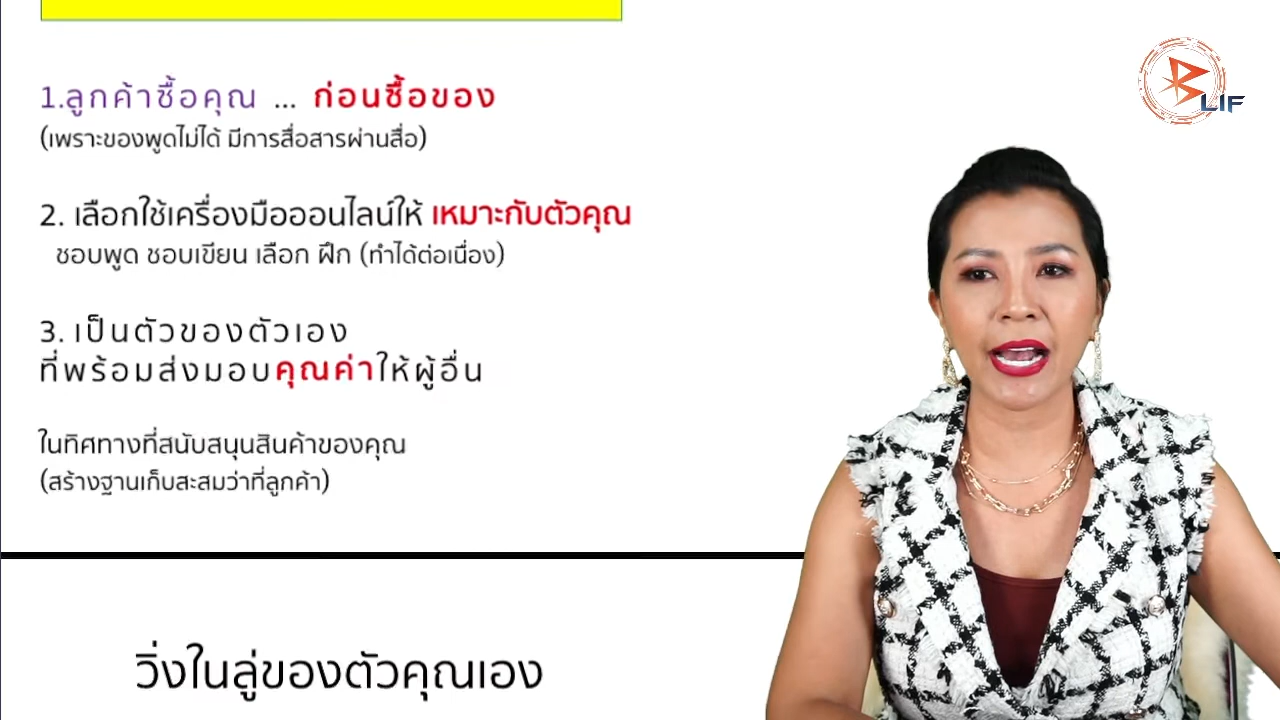 1.ลูกค้าซื้อคุณ ... ก่อนซื้อของ
(เพราะของพูดไม่ได้ มีการสื่อสารผ่านสื่อ)
2. เลือกใช้เครื่องมือออนไลน์ให้ เหมาะกับตัวคุณ
ชอบพูด ชอบเขียน เลือก ฝึก (ทำได้ต่อเนื่อง)
3. เป็นตัวของตัวเอง
ที่พร้อมส่งมอบคุณค่าให้ผู้อื่น
ในทิศทางที่สนับสนุนสินค้าของคุณ
(สร้างฐานเก็บสะสมว่าที่ลูกค้า)
วิ่งในลู่ของตัวคุณเอง
B LIF